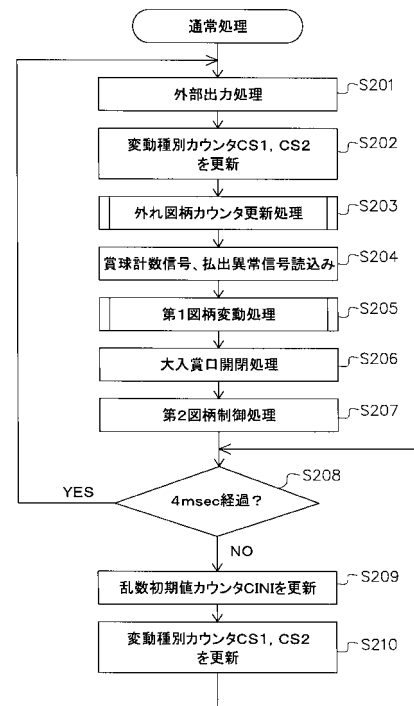 通常処理
外部出力処理
S201
変動種別カウンタCS1, CS2
を更新
S202
外れ図柄カウンタ更新処理
S203
賞球計数信号、払出異常信号読込み
S204
第1図柄変動処理
S205
大入賞口開閉処理
S206
第2図柄制御処理
S207
4msec経過?
S208
YES
NO
乱数初期値カウンタCINIを更新
S209
変動種別カウンタCS1, CS2
を更新
S210